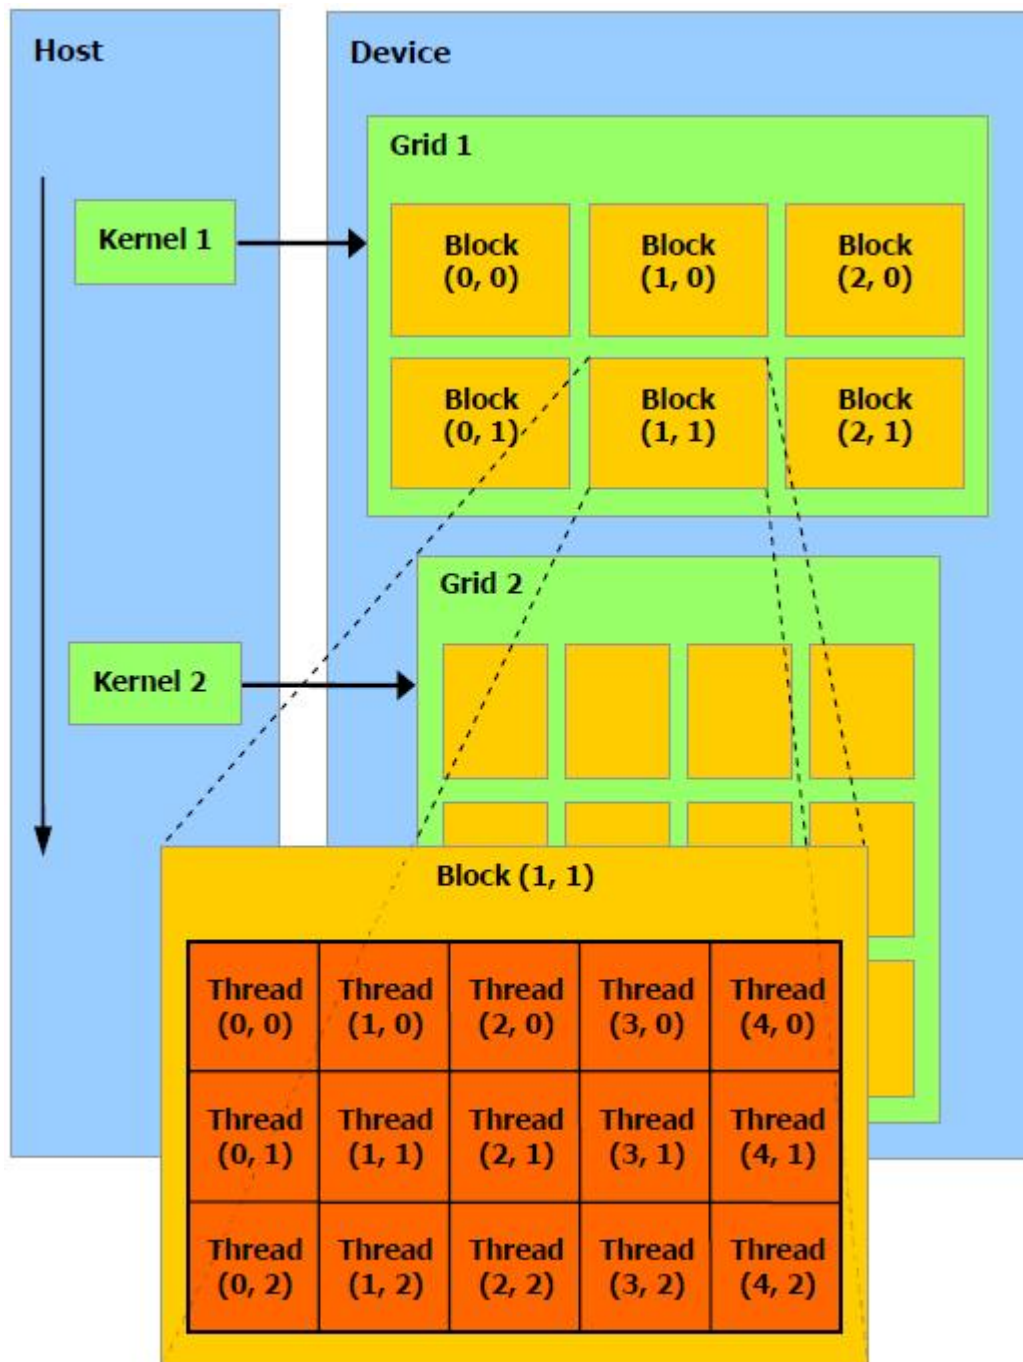 Host
Device
Grid 1
Kernel 1
Block Block Block
(0, 0) (1, 0) (2, 0)
Block Block Block
(0, 1) (1, 1) (2, 1)
Grid 2
Kernel 2
Block (1, 1)
Thread Thread Thread Thread Thread
(0, 0) (1, 0) (2, 0) (3, 0) (4, 0)
Thread Thread Thread Thread Thread
(0, 1) (1, 1) (2, 1) (3, 1) (4, 1)
Thread Thread Thread Thread Thread
(0, 2) (1, 2) (2, 2) (3, 2) (4, 2)